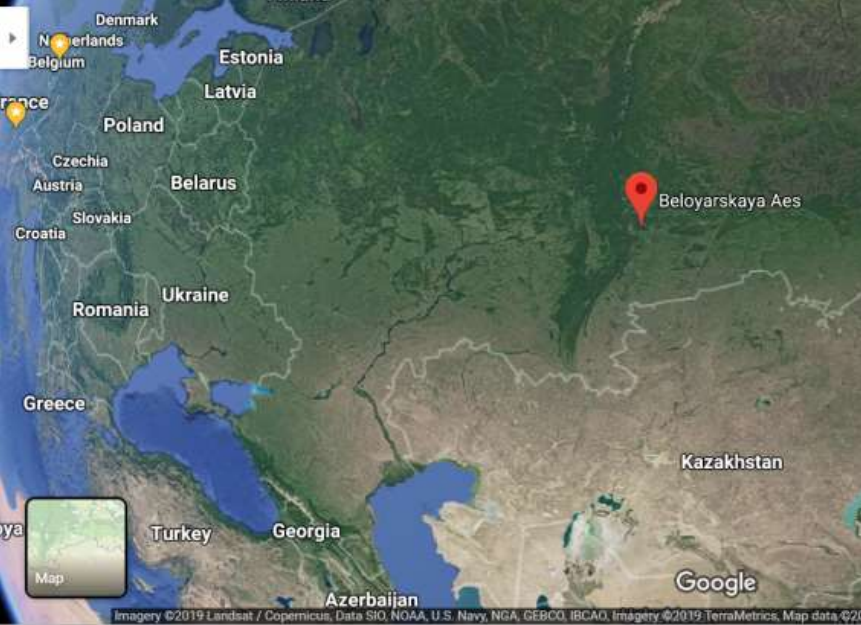 Denmark
Netherlands
Belgium
Estonia
Latvia
rance
Poland
Czechia
Austria
Belarus
Slovakia
Croatia
Beloyarskaya Aes
Ukraine
Romania
Greece
Kazakhstan
ya
Turkey
Georgia
Map
Google
Azerbaijan
Imagery ©2019 Landsat / Copernicus, Data SIO, NOAA, U.S. Navy, NGA, GEBCO, IBCAO, Imagery ©2019 TerraMetrics, Map data ©20